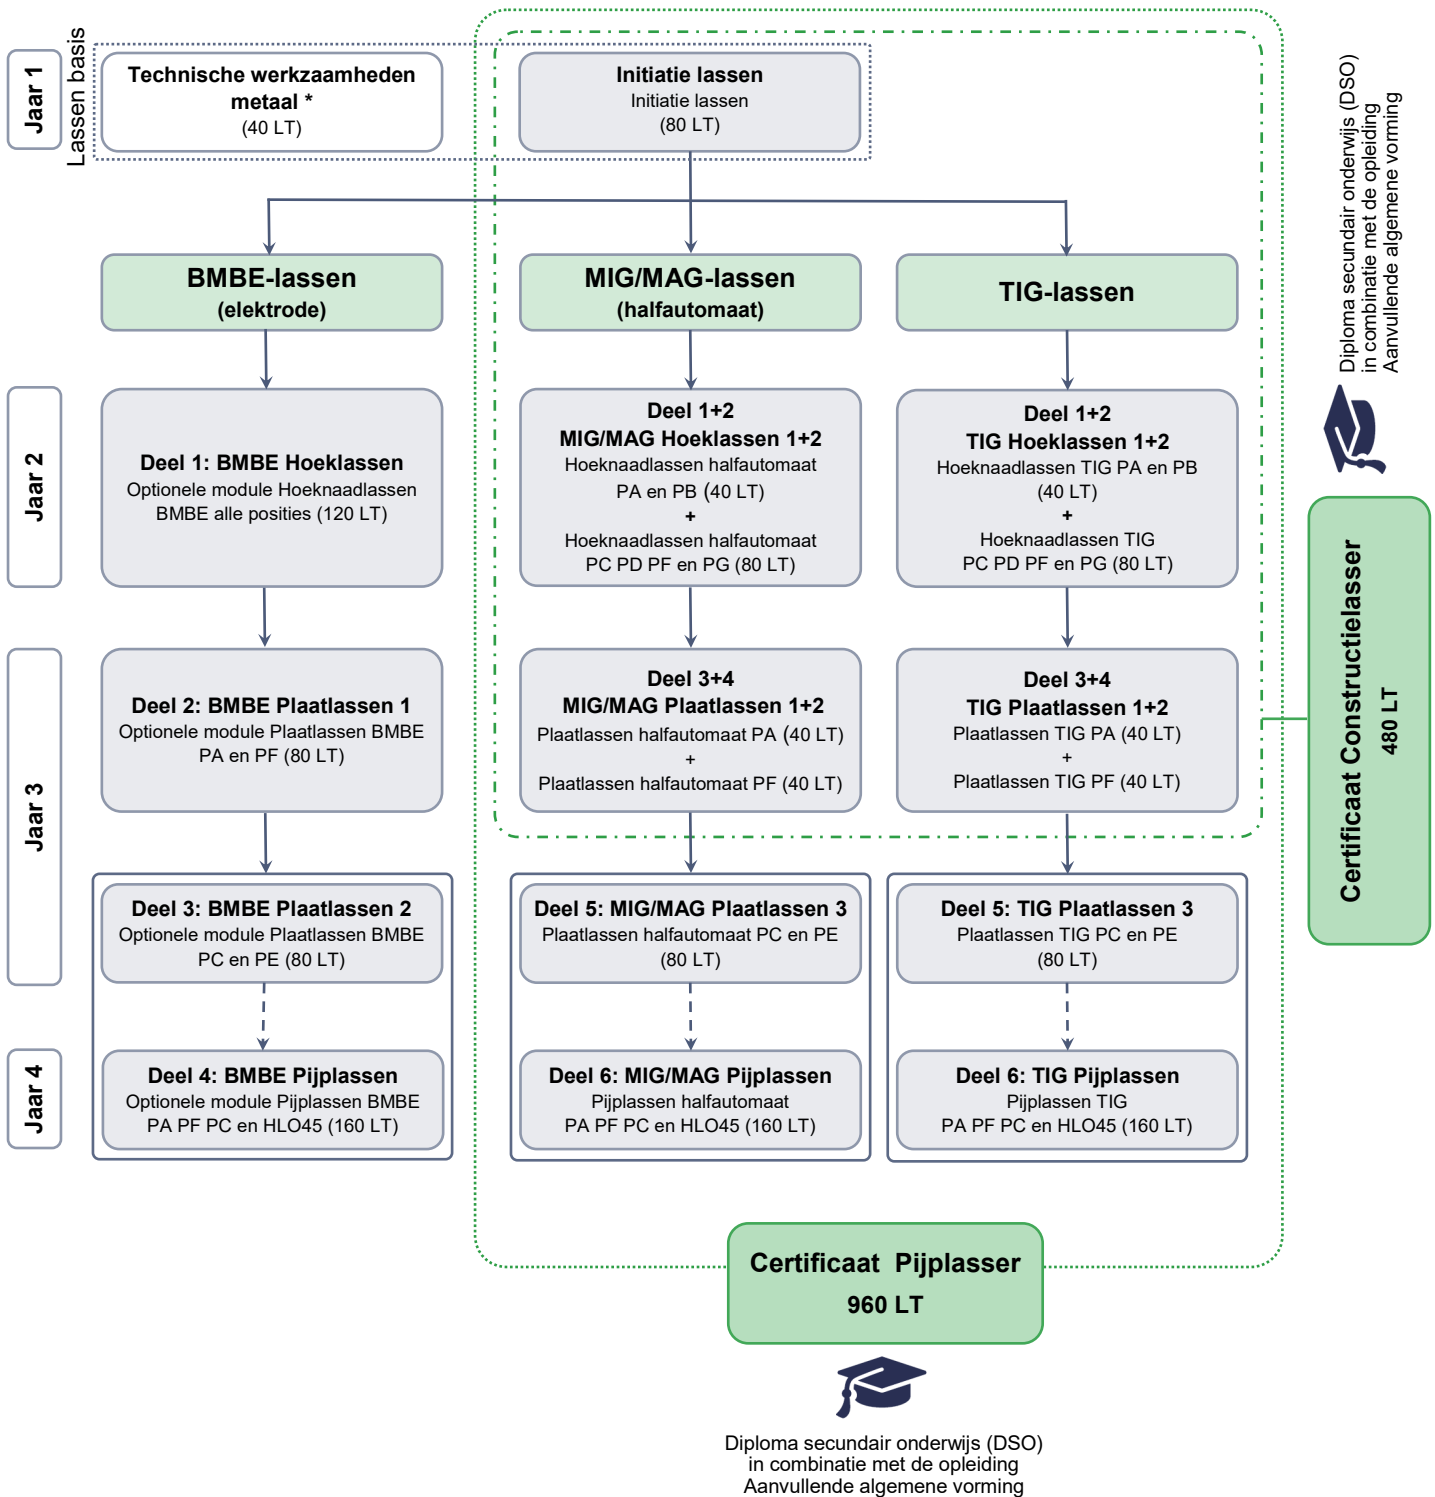 Jaar 1
Lassen basis
Technische werkzaamheden
metaal *
(40 LT)
Initiatie lassen
Initiatie lassen
(80 LT)
Diploma secundair onderwijs (DSO)
in combinatie met de opleiding
Aanvullende algemene vorming
BMBE-lassen
(elektrode)
MIG/MAG-lassen
(halfautomaat)
TIG-lassen
Jaar 2
Deel 1: BMBE Hoeklassen
Optionele module Hoeknaadlassen
BMBE alle posities (120 LT)
Deel 1+2
MIG/MAG Hoeklassen 1+2
Hoeknaadlassen halfautomaat
PA en PB (40 LT)
+
Hoeknaadlassen halfautomaat
PC PD PF en PG (80 LT)
Deel 1+2
TIG Hoeklassen 1+2
Hoeknaadlassen TIG PA en PB
(40 LT)
+
Hoeknaadlassen TIG
PC PD PF en PG (80 LT)
Certificaat Constructielasser
480 LT
Jaar 3
Deel 2: BMBE Plaatlassen 1
Optionele module Plaatlassen BMBE
PA en PF (80 LT)
Deel 3+4
MIG/MAG Plaatlassen 1+2
Plaatlassen halfautomaat PA (40 LT)
+
Plaatlassen halfautomaat PF (40 LT)
Deel 3+4
TIG Plaatlassen 1+2
Plaatlassen TIG PA (40 LT)
+
Plaatlassen TIG PF (40 LT)
Deel 3: BMBE Plaatlassen 2
Optionele module Plaatlassen BMBE
PC en PE (80 LT)
Deel 5: MIG/MAG Plaatlassen 3
Plaatlassen halfautomaat PC en PE
(80 LT)
Deel 5: TIG Plaatlassen 3
Plaatlassen TIG PC en PE
(80 LT)
Jaar 4
Deel 4: BMBE Pijplassen
Optionele module Pijplassen BMBE
PA PF PC en HLO45 (160 LT)
Deel 6: MIG/MAG Pijplassen
Pijplassen halfautomaat
PA PF PC en HLO45 (160 LT)
Deel 6: TIG Pijplassen
Pijplassen TIG
PA PF PC en HLO45 (160 LT)
Certificaat Pijplasser
960 LT
Diploma secundair onderwijs (DSO)
in combinatie met de opleiding
Aanvullende algemene vorming